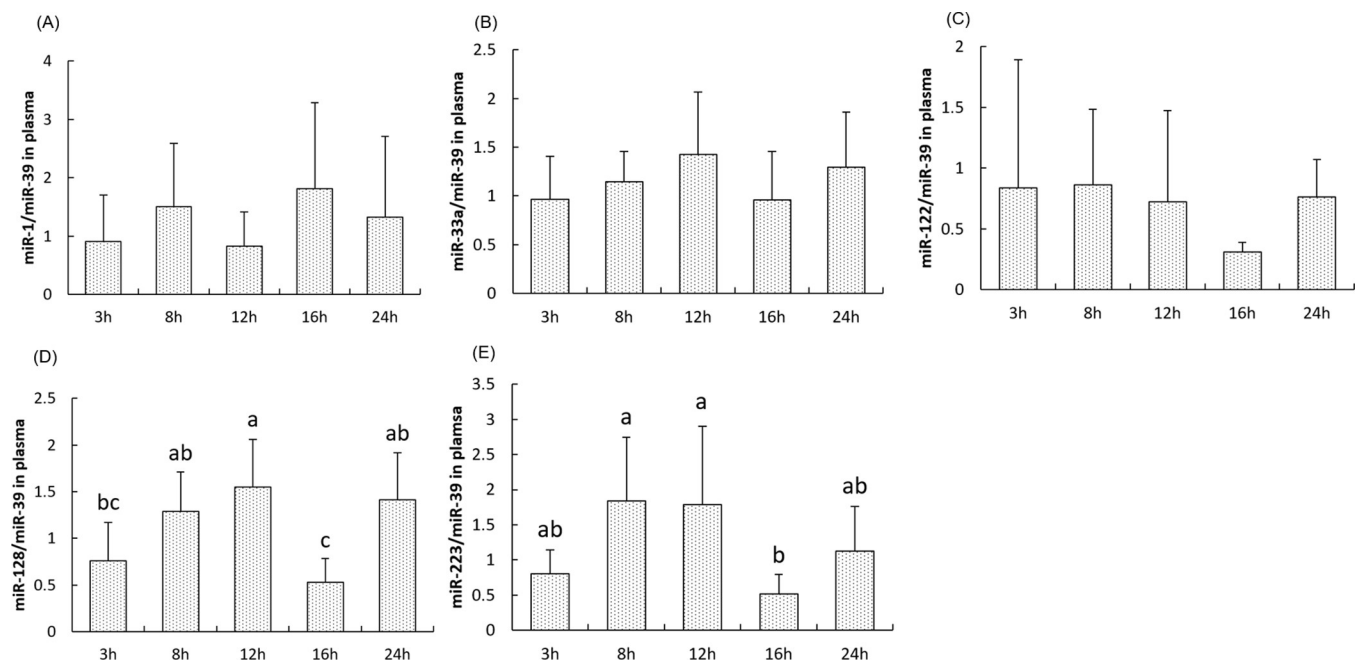 (A)
miR-1/miR-39 in plasma
4
3
2
1
0
3h 8h 12h 16h 24h
(B)
miR-33a/miR-39 in plasma
2.5
2
1.5
1
0.5
0
3h 8h 12h 16h 24h
(C)
miR-122/miR-39 in plasma
2
1.5
1
0.5
0
3h 8h 12h 16h 24h
(D)
miR-128/miR-39 in plasma
2.5
2
1.5
1
0.5
0
bc ab a c ab
3h 8h 12h 16h 24h
(E)
miR-223/miR-39 in plamsa
3.5
3
2.5
2
1.5
1
0.5
0
ab a a b ab
3h 8h 12h 16h 24h